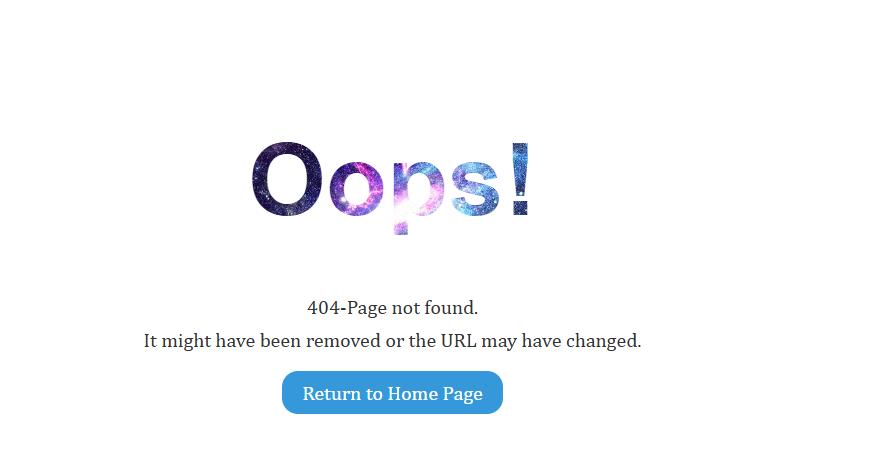 Oops!
404-Page not found.
It might have been removed or the URL may have changed.
Return to Home Page